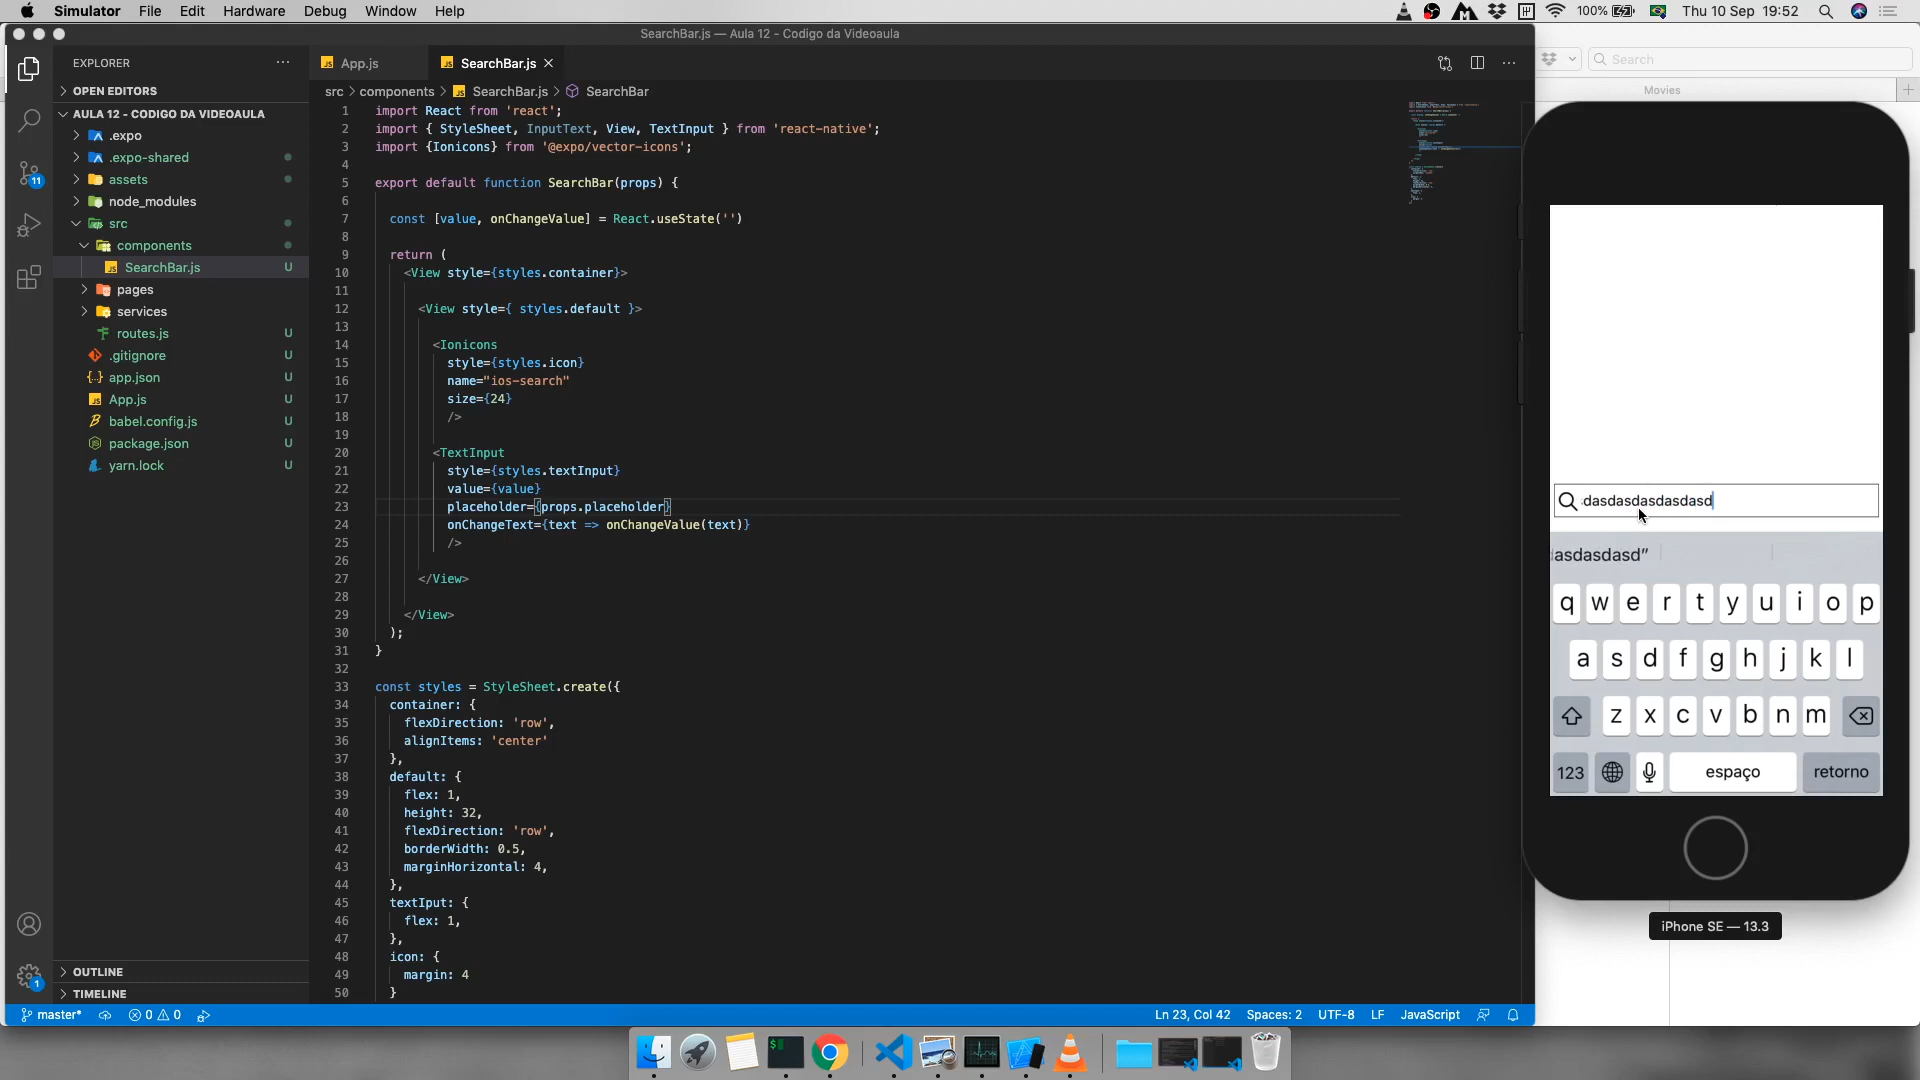 Simulator File Edit Hardware Debug Window Help 100% Thu 10 Sep 19:52
SearchBar.js — Aula 12 - Codigo da Videoaula
EXPLORER
OPEN EDITORS
AULA 12 - CODIGO DA VIDEOAULA
.expo
.expo-shared
assets
node_modules
src
components
SearchBar.js U
pages
services
routes.js U
.gitignore U
app.json U
App.js U
babel.config.js U
package.json U
yarn.lock U
OUTLINE
TIMELINE
11
1
App.js SearchBar.js
src > components > SearchBar.js > SearchBar
1 import React from 'react';
2 import { StyleSheet, InputText, View, TextInput } from 'react-native';
3 import {Ionicons} from '@expo/vector-icons';
4
5 export default function SearchBar(props) {
6
7 const [value, onChangeValue] = React.useState('')
8
9 return (
10 <View style={styles.container}>
11
12 <View style={ styles.default }>
13
14 <Ionicons
15 style={styles.icon}
16 name="ios-search"
17 size={24}
18 />
19
20 <TextInput
21 style={styles.textInput}
22 value={value}
23 placeholder={props.placeholder}
24 onChangeText={text => onChangeValue(text)}
25 />
26
27 </View>
28
29 </View>
30 );
31 }
32
33 const styles = StyleSheet.create({
34 container: {
35 flexDirection: 'row',
36 alignItems: 'center'
37 },
38 default: {
39 flex: 1,
40 height: 32,
41 flexDirection: 'row',
42 borderWidth: 0.5,
43 marginHorizontal: 4,
44 },
45 textIput: {
46 flex: 1,
47 },
48 icon: {
49 margin: 4
50 }
master* 0 0 Ln 23, Col 42 Spaces: 2 UTF-8 LF JavaScript
Search
Movies
dasdasdasdasdasd
asdasdasd”
q w e r t y u i o p
a s d f g h j k l
z x c v b n m
123 espaço retorno
iPhone SE — 13.3